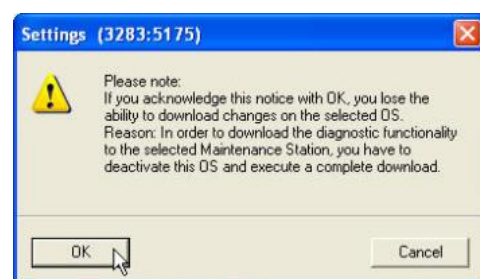 Settings (3283:5175)
Please note:
If you acknowledge this notice with OK, you lose the
ability to download changes on the selected OS.
Reason: In order to download the diagnostic functionality
to the selected Maintenance Station, you have to
deactivate this OS and execute a complete download.
OK
Cancel